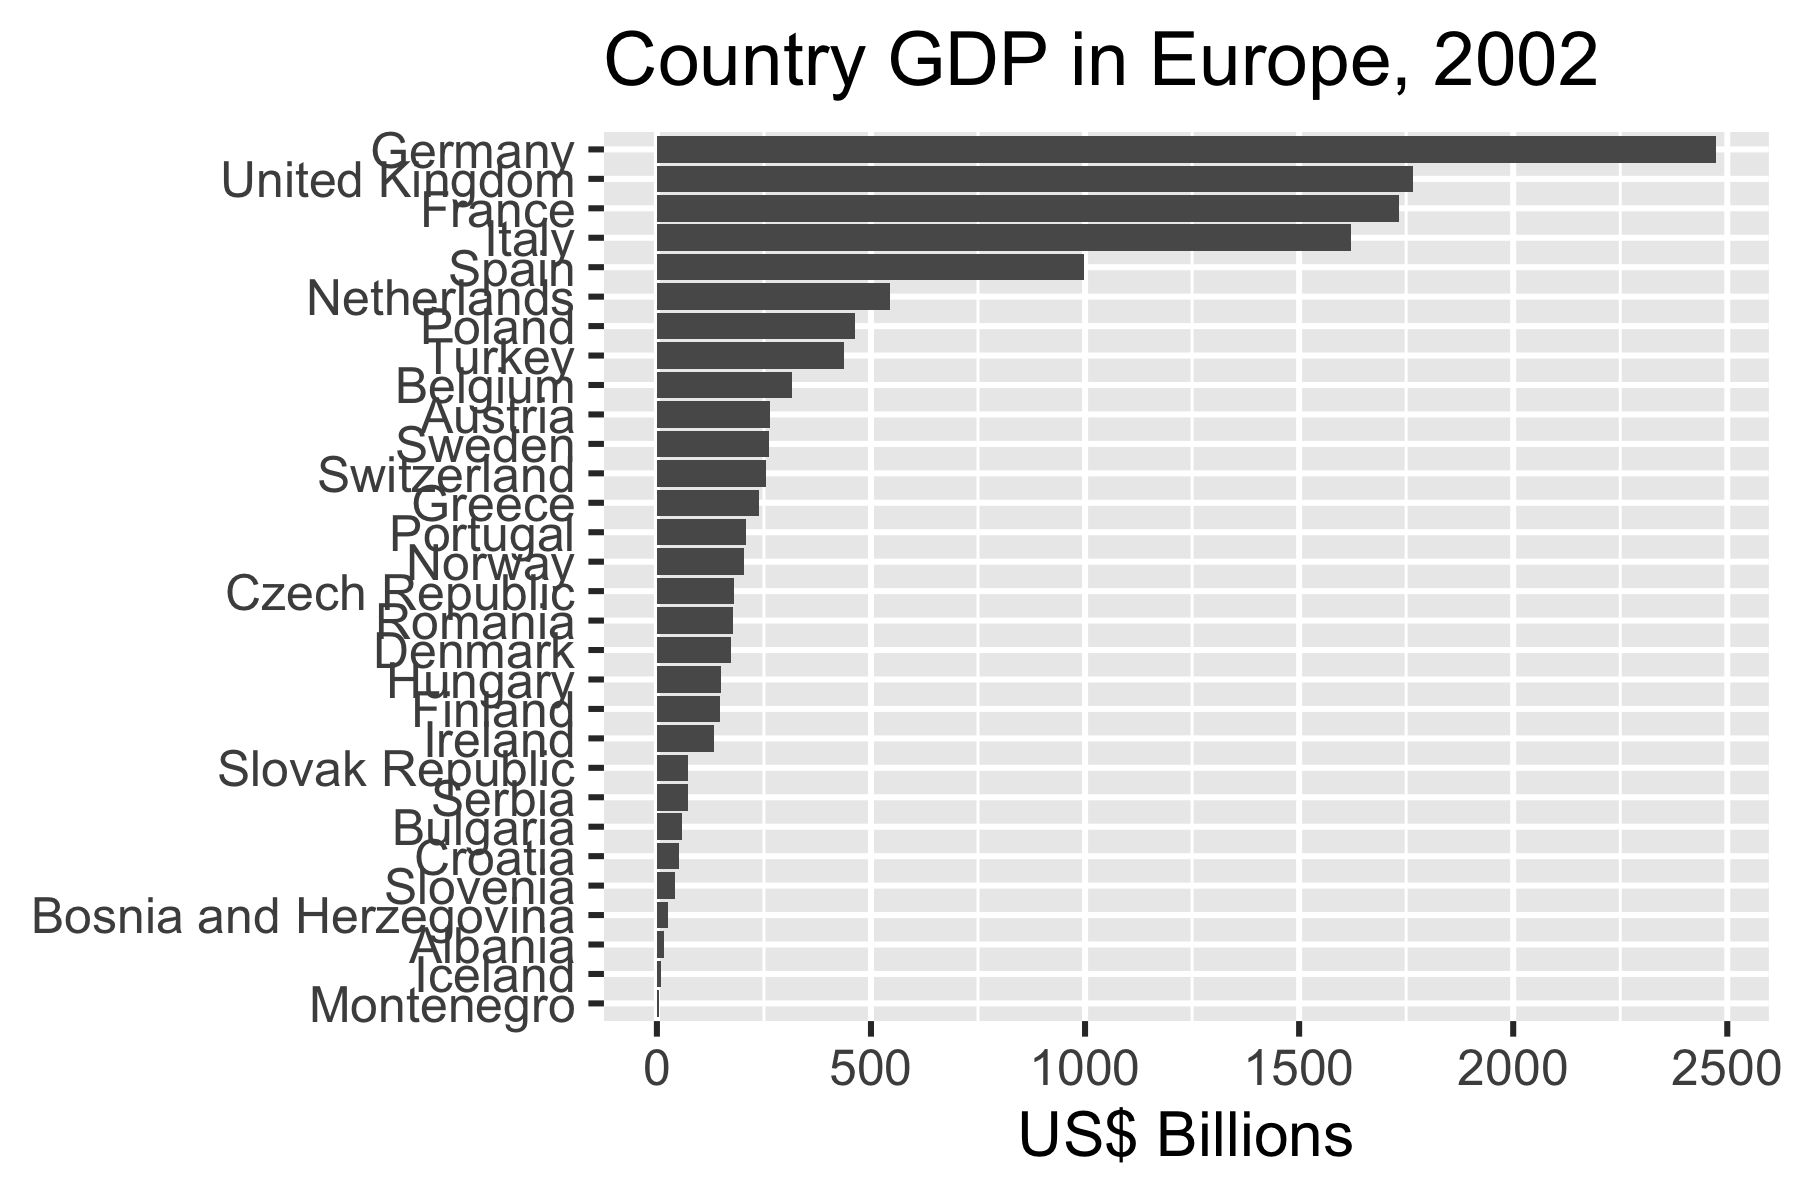 Country GDP in Europe, 2002
Germany
United Kingdom
France
Italy
Spain
Netherlands
Poland
Turkey
Belgium
Austria
Sweden
Switzerland
Greece
Portugal
Norway
Czech Republic
Romania
Denmark
Hungary
Finland
Ireland
Slovak Republic
Serbia
Bulgaria
Croatia
Slovenia
Bosnia and Herzegovina
Albania
Iceland
Montenegro
0 500 1000 1500 2000 2500
US$ Billions